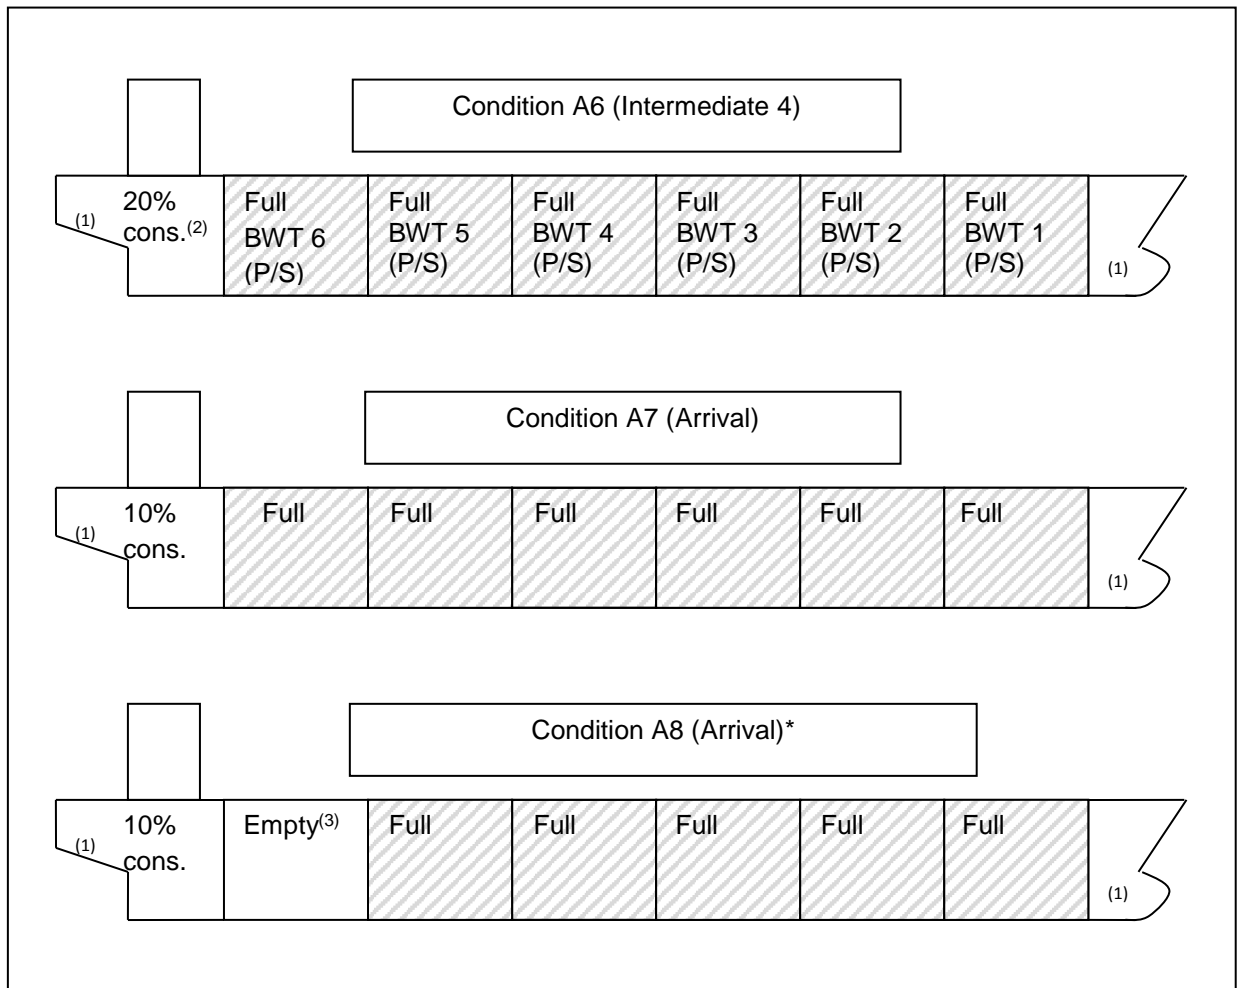 Condition A6 (Intermediate 4)
(1) 20% cons.(2)
Full BWT 6 (P/S)
Full BWT 5 (P/S)
Full BWT 4 (P/S)
Full BWT 3 (P/S)
Full BWT 2 (P/S)
Full BWT 1 (P/S)
(1)
Condition A7 (Arrival)
(1) 10% cons.
Full Full Full Full Full Full
(1)
Condition A8 (Arrival)*
(1) 10% cons.
Empty(3) Full Full Full Full Full
(1)